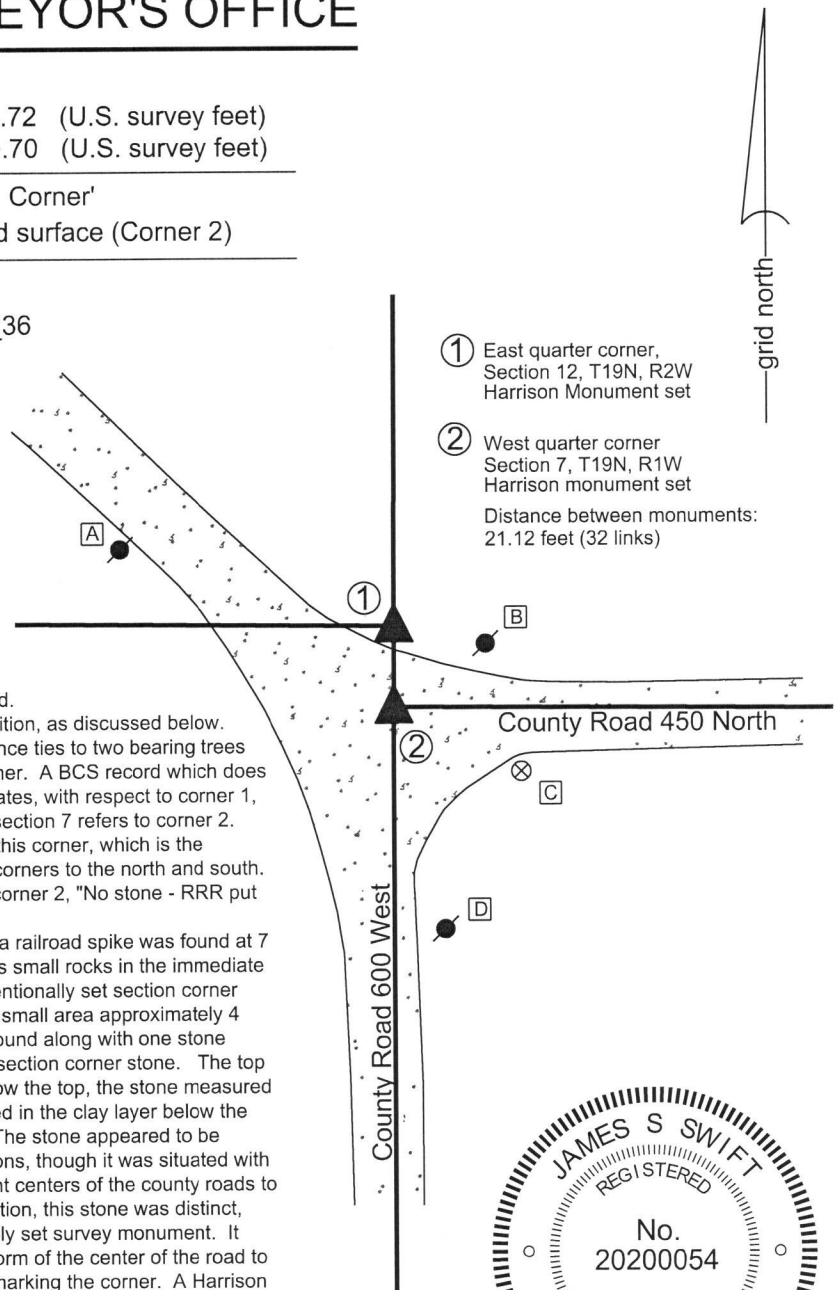 EYOR'S OFFICE
.72 (U.S. survey feet)
.70 (U.S. survey feet)
Corner'
d surface (Corner 2)
36
grid north
1 East quarter corner,
Section 12, T19N, R2W
Harrison Monument set
2 West quarter corner
Section 7, T19N, R1W
Harrison monument set
Distance between monuments:
21.12 feet (32 links)
A
1
B
County Road 450 North
2
C
D
County Road 600 West
d.
ition, as discussed below.
nce ties to two bearing trees
ner. A BCS record which does
ates, with respect to corner 1,
section 7 refers to corner 2.
this corner, which is the
corners to the north and south.
corner 2, "No stone - RRR put
a railroad spike was found at 7
s small rocks in the immediate
entionally set section corner
small area approximately 4
ound along with one stone
section corner stone. The top
ow the top, the stone measured
ed in the clay layer below the
The stone appeared to be
ons, though it was situated with
nt centers of the county roads to
ition, this stone was distinct,
ly set survey monument. It
orm of the center of the road to
marking the corner. A Harrison
JAMES S SWIFT
REGISTERED
No.
20200054